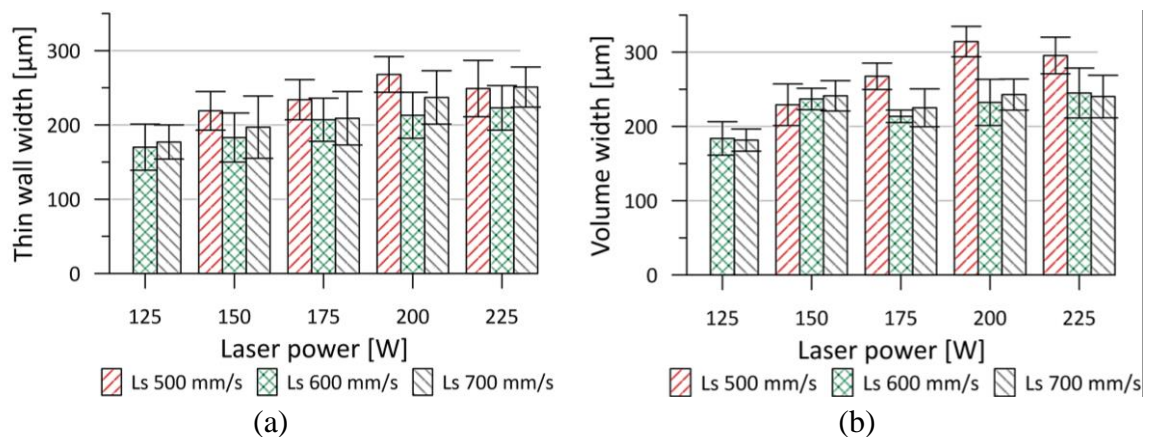 Thin wall width [µm]
300
200
100
0
125 150 175 200 225
Laser power [W]
Ls 500 mm/s Ls 600 mm/s Ls 700 mm/s
(a)
Volume width [µm]
300
200
100
0
125 150 175 200 225
Laser power [W]
Ls 500 mm/s Ls 600 mm/s Ls 700 mm/s
(b)